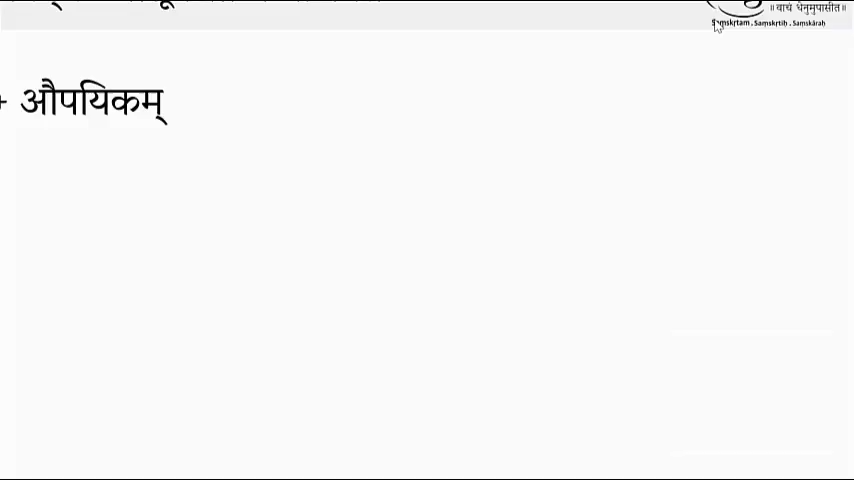 ॥ वाचं धेनुमुपासीत॥
Saṃskṛtam . Saṃskṛtiḥ . Saṃskāraḥ
+ औपयिकम्